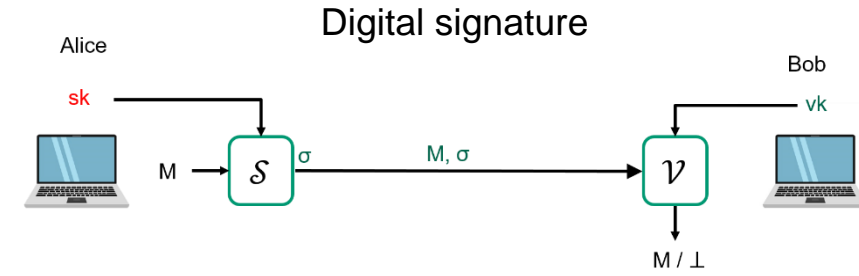 Digital signature
Alice
Bob
sk
vk
M
𝒮
σ
M, σ
𝒱
M / ⊥